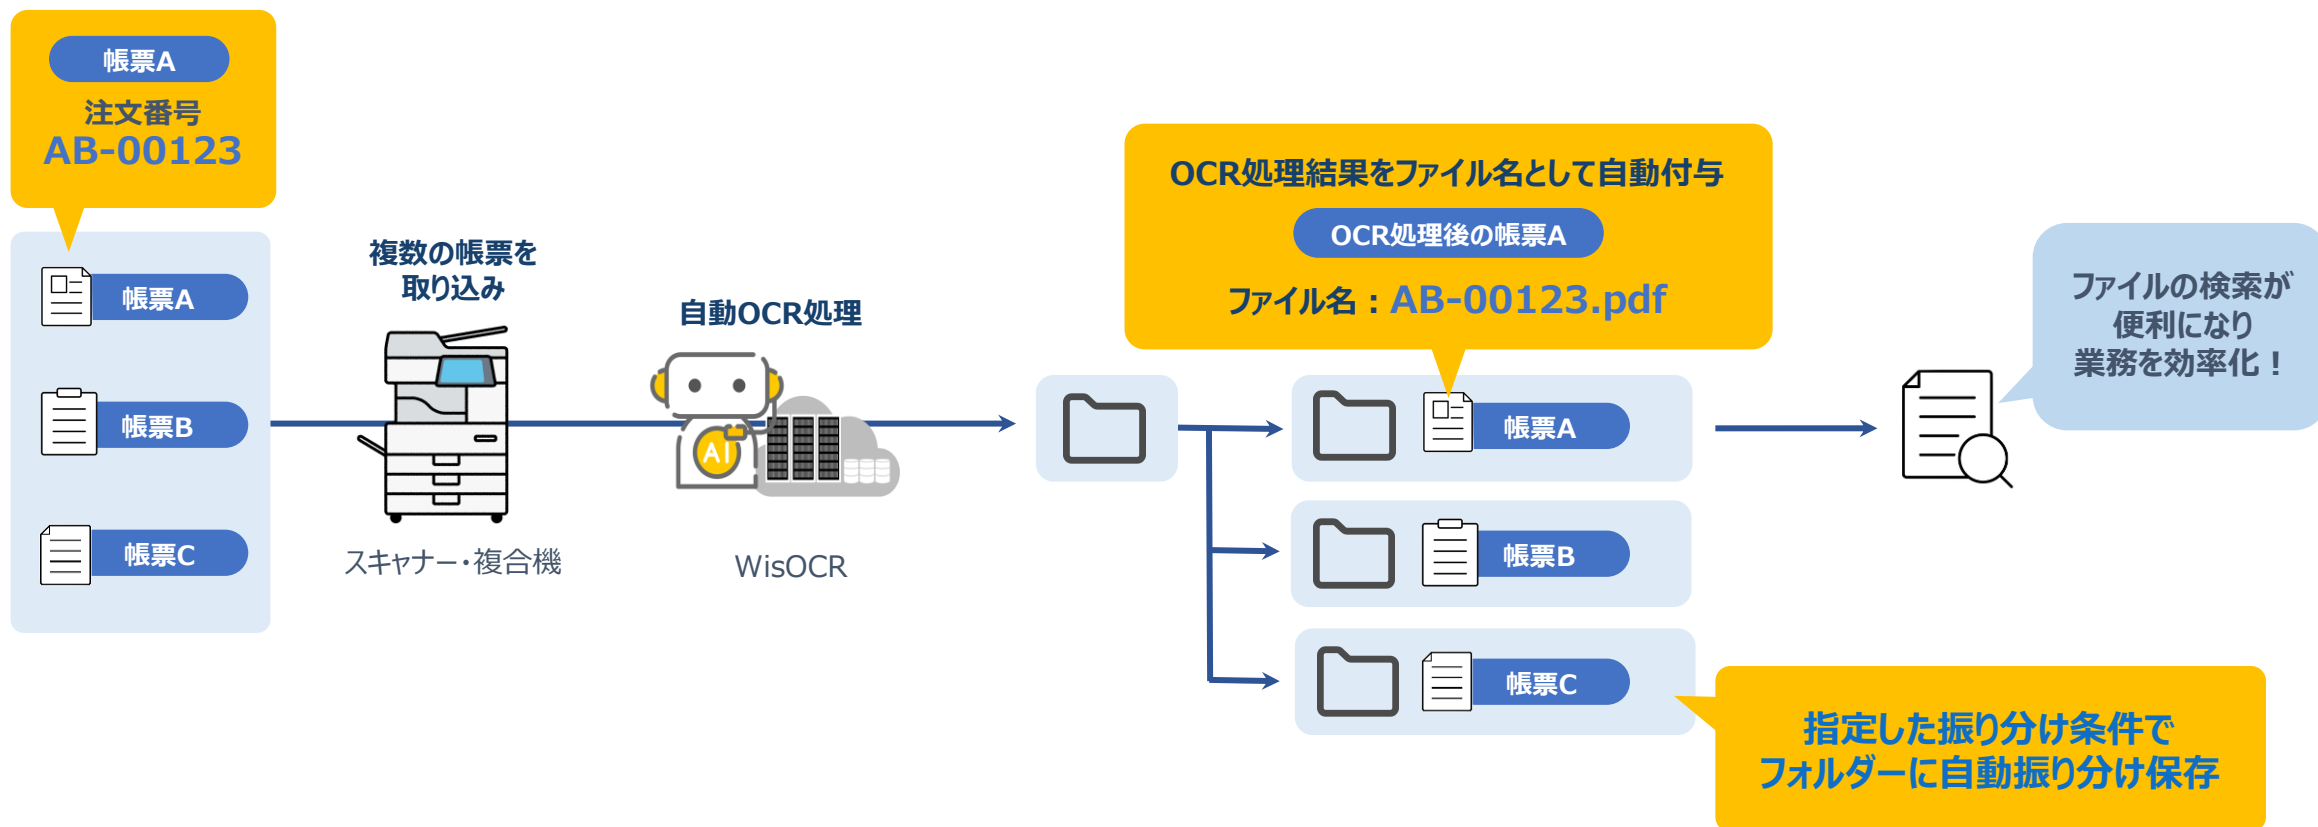 帳票A
注文番号
AB-00123
帳票A
帳票B
帳票C
複数の帳票を
取り込み
スキャナー・複合機
自動OCR処理
AI
WisOCR
OCR処理結果をファイル名として自動付与
OCR処理後の帳票A
ファイル名：AB-00123.pdf
帳票A
帳票B
帳票C
ファイルの検索が
便利になり
業務を効率化！
指定した振り分け条件で
フォルダーに自動振り分け保存